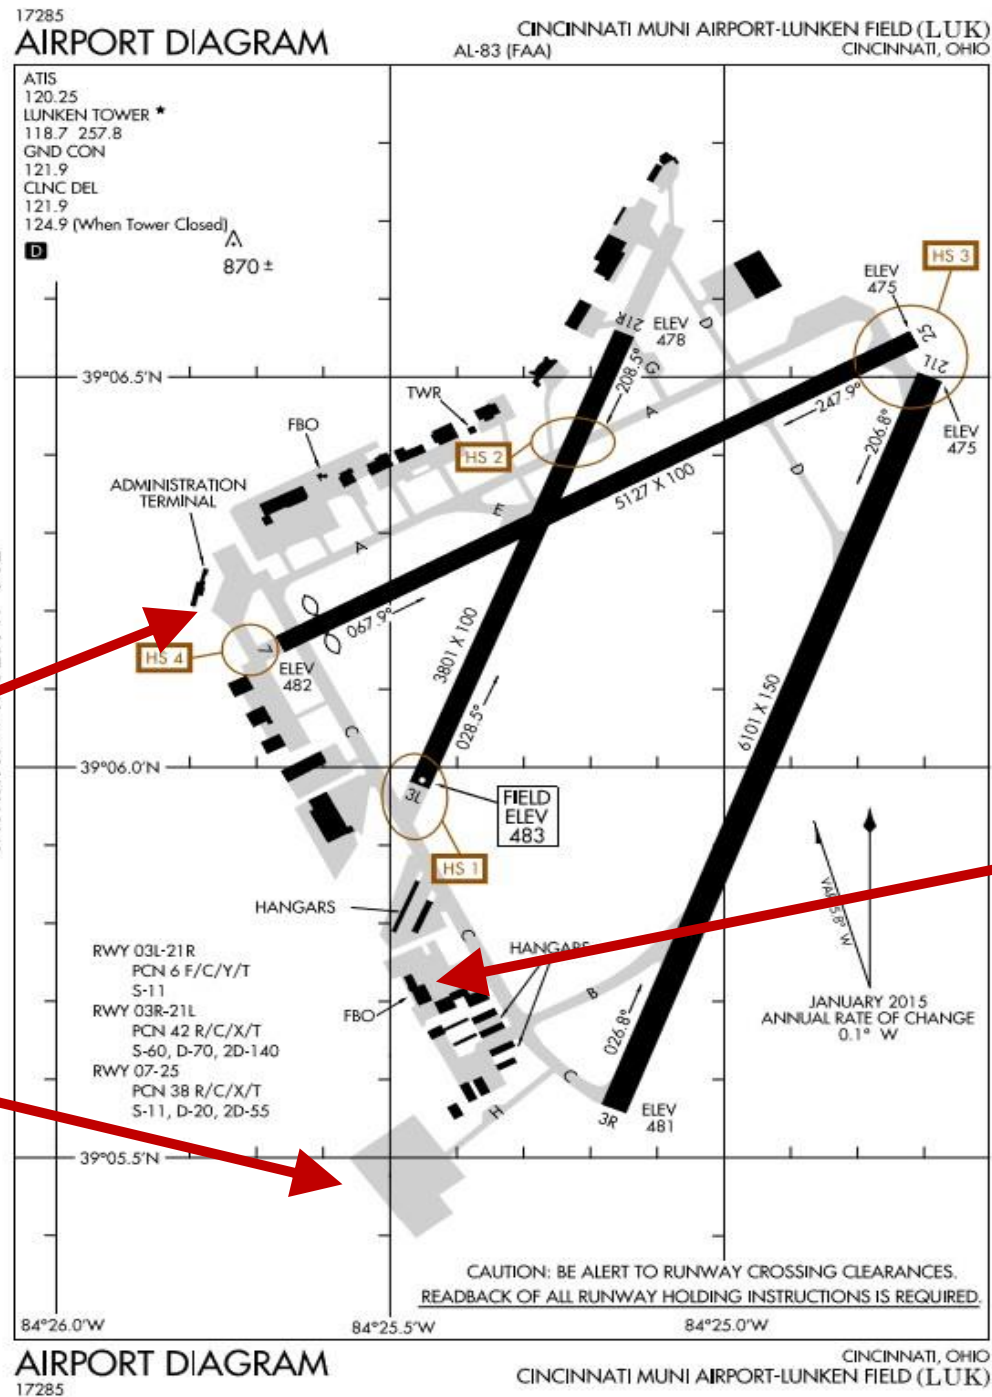 17285
AIRPORT DIAGRAM
AL-83 (FAA)
CINCINNATI MUNI AIRPORT-LUNKEN FIELD (LUK)
CINCINNATI, OHIO
ATIS
120.25
LUNKEN TOWER *
118.7 257.8
GND CON
121.9
CLNC DEL
121.9
124.9 (When Tower Closed)
D
870 ±
HS 3
ELEV
475
25
21L
ELEV
475
21R
ELEV
478
D
208.5°
G
A
247.9°
206.8°
39°06.5'N
TWR
FBO
HS 2
ADMINISTRATION
TERMINAL
5127 X 100
D
E
A
067.9°
3801 X 100
HS 4
7
ELEV
482
028.5°
C
6101 X 150
39°06.0'N
3L
FIELD
ELEV
483
HS 1
HANGARS
VAR 5.8° W
C
HANGARS
RWY 03L-21R
PCN 6 F/C/Y/T
S-11
RWY 03R-21L
PCN 42 R/C/X/T
S-60, D-70, 2D-140
RWY 07-25
PCN 38 R/C/X/T
S-11, D-20, 2D-55
FBO
B
026.8°
JANUARY 2015
ANNUAL RATE OF CHANGE
0.1° W
C
H
3R
ELEV
481
39°05.5'N
CAUTION: BE ALERT TO RUNWAY CROSSING CLEARANCES.
READBACK OF ALL RUNWAY HOLDING INSTRUCTIONS IS REQUIRED.
84°26.0'W
84°25.5'W
84°25.0'W
AIRPORT DIAGRAM
17285
CINCINNATI, OHIO
CINCINNATI MUNI AIRPORT-LUNKEN FIELD (LUK)